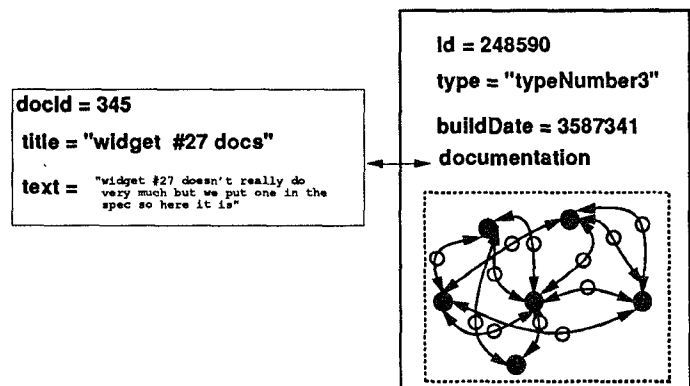 docId = 345
title = "widget #27 docs"
text = "widget #27 doesn't really do
very much but we put one in the
spec so here it is"
id = 248590
type = "typeNumber3"
buildDate = 3587341
documentation